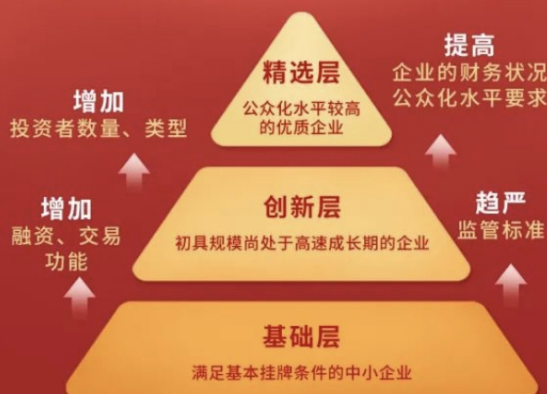 提高
企业的财务状况
公众化水平要求
精选层
公众化水平较高
的优质企业
增加
投资者数量、类型
创新层
初具规模尚处于高速成长期的企业
增加
融资、交易
功能
趋严
监管标准
基础层
满足基本挂牌条件的中小企业